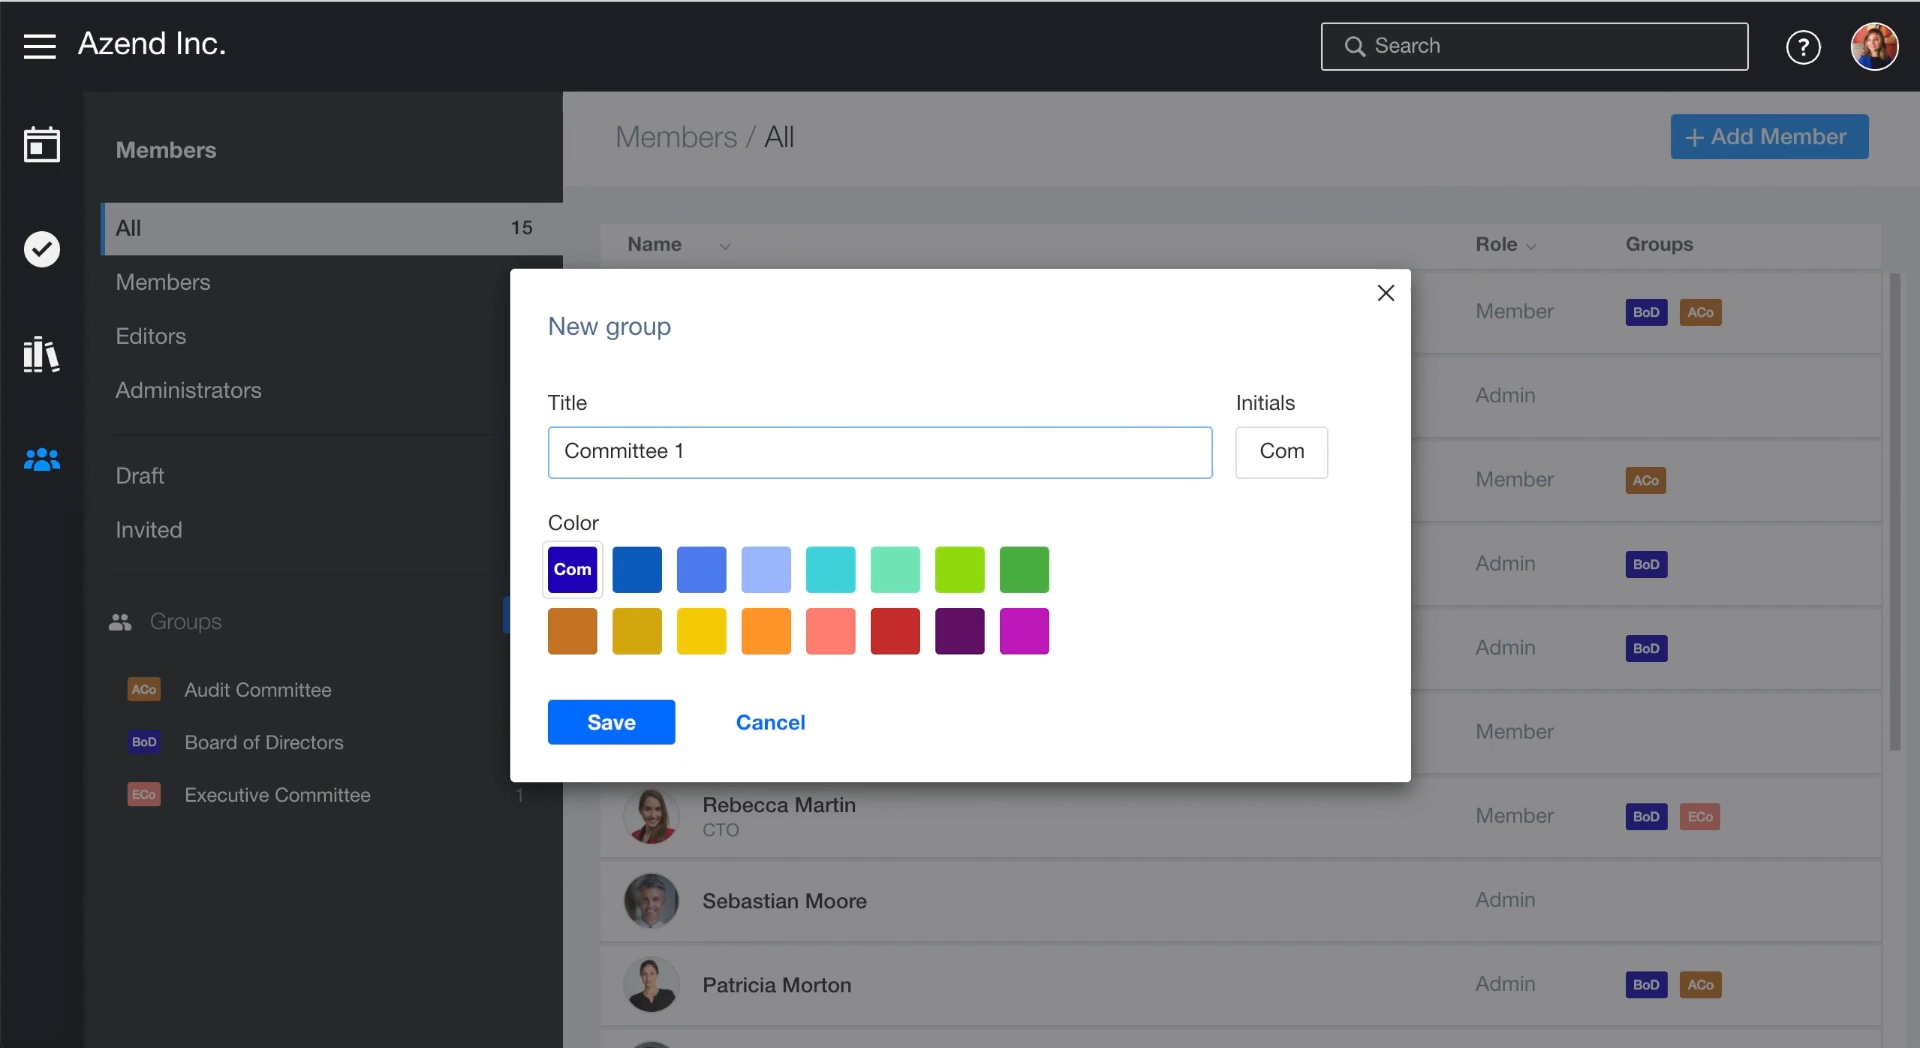 Azend Inc.
Search
?
Members
All 15
Members
Editors
Administrators
Draft
Invited
Groups
ACo Audit Committee
BoD Board of Directors
ECo Executive Committee 1
Members / All
+ Add Member
Name Role Groups
Member BoD ACo
Admin
Member ACo
Admin BoD
Admin BoD
Member
Rebecca Martin
CTO
Member BoD ECo
Sebastian Moore Admin
Patricia Morton Admin BoD ACo
New group
Title Initials
Committee 1 Com
Color
Com
Save Cancel